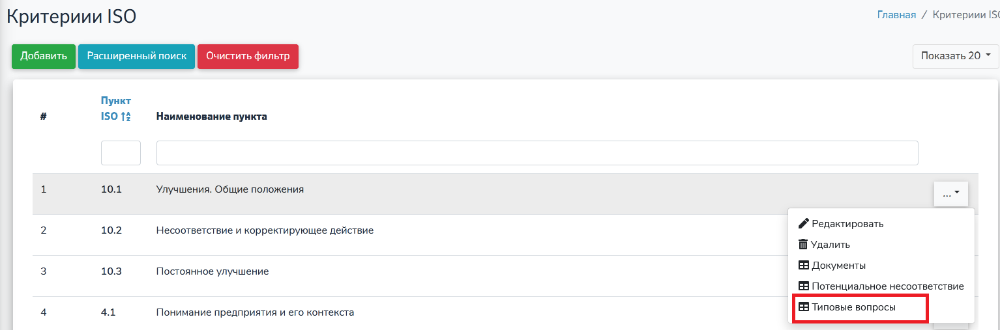 Критериии ISO
Главная / Критериии ISO
Добавить Расширенный поиск Очистить фильтр
Показать 20
# Пункт ISO Наименование пункта
1 10.1 Улучшения. Общие положения ...
2 10.2 Несоответствие и корректирующее действие
3 10.3 Постоянное улучшение
4 4.1 Понимание предприятия и его контекста
Редактировать
Удалить
Документы
Потенциальное несоответствие
Типовые вопросы